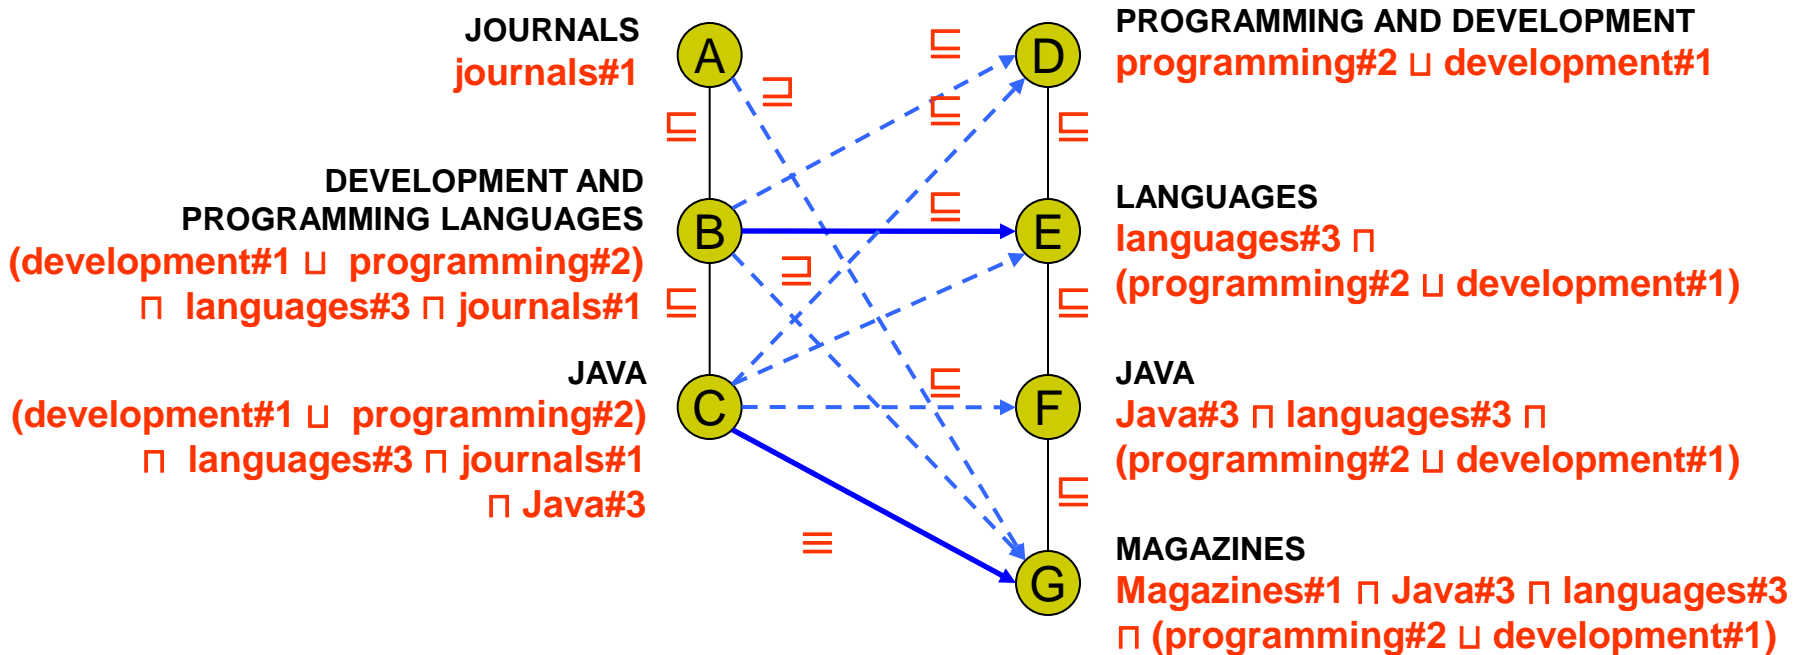 JOURNALS
journals#1
A
⊑
DEVELOPMENT AND
PROGRAMMING LANGUAGES
(development#1 ⊔ programming#2)
⊓ languages#3 ⊓ journals#1
B
⊑
JAVA
(development#1 ⊔ programming#2)
⊓ languages#3 ⊓ journals#1
⊓ Java#3
C
⊑
⊒
⊑
⊑
⊒
⊑
≡
D
PROGRAMMING AND DEVELOPMENT
programming#2 ⊔ development#1
⊑
E
LANGUAGES
languages#3 ⊓
(programming#2 ⊔ development#1)
⊑
F
JAVA
Java#3 ⊓ languages#3 ⊓
(programming#2 ⊔ development#1)
⊑
G
MAGAZINES
Magazines#1 ⊓ Java#3 ⊓ languages#3
⊓ (programming#2 ⊔ development#1)